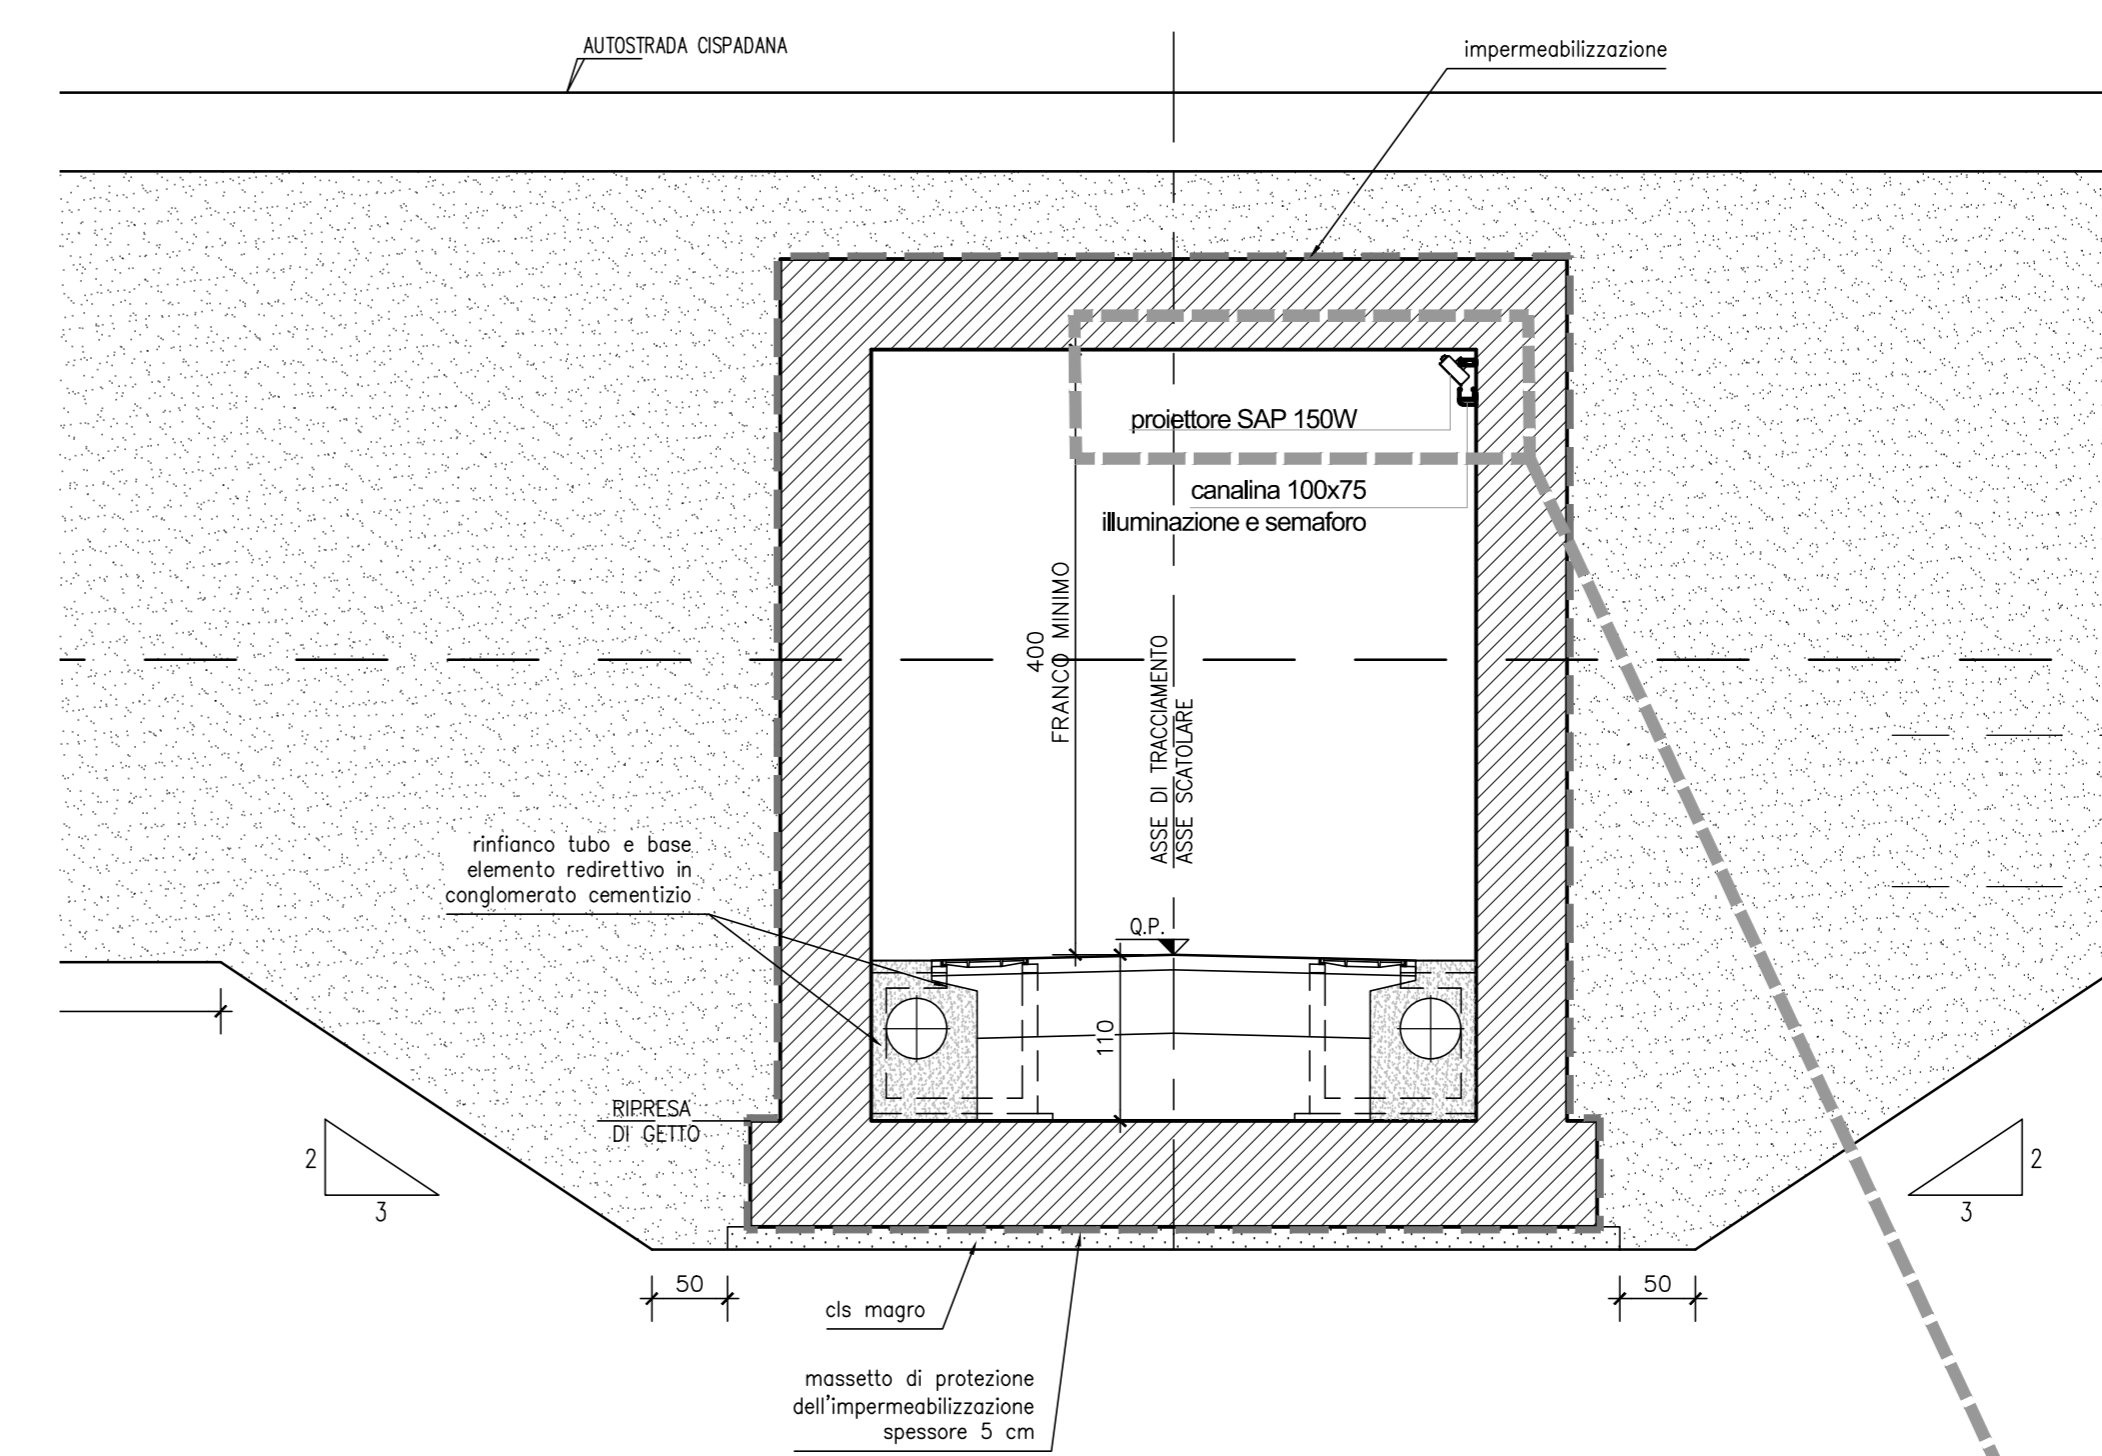 AUTOSTRADA CISPADANA
impermeabilizzazione
proiettore SAP 150W
canalina 100x75
illuminazione e semaforo
400
FRANCO MINIMO
ASSE DI TRACCIAMENTO
ASSE SCATOLARE
rinfianco tubo e base
elemento redirettivo in
conglomerato cementizio
Q.P.
110
RIPRESA
DI GETTO
2
3
2
3
50
50
cls magro
massetto di protezione
dell'impermeabilizzazione
spessore 5 cm